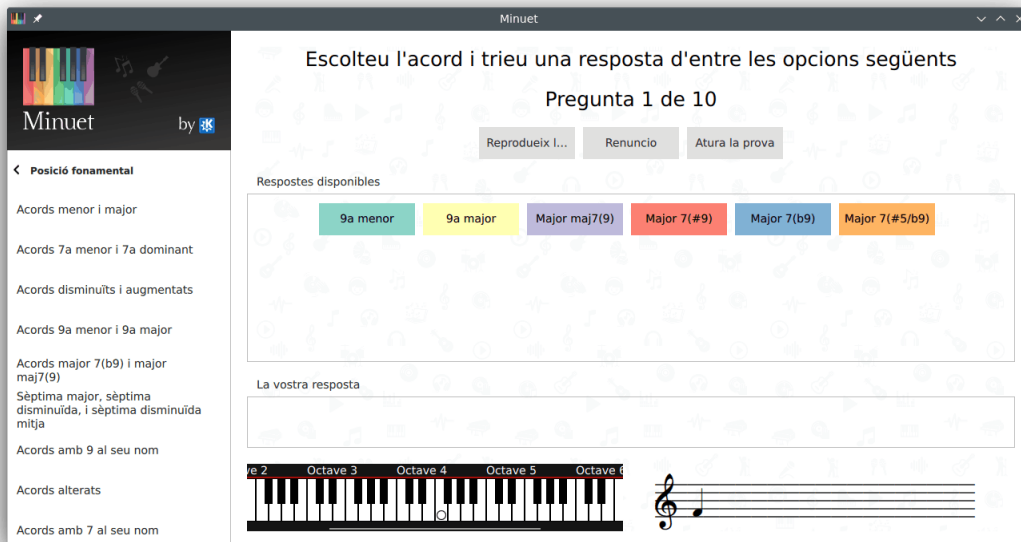 Minuet
Minuet
by
Posició fonamental
Acords menor i major
Acords 7a menor i 7a dominant
Acords disminuïts i augmentats
Acords 9a menor i 9a major
Acords major 7(b9) i major
maj7(9)
Sèptima major, sèptima
disminuïda, i sèptima disminuïda
mitja
Acords amb 9 al seu nom
Acords alterats
Acords amb 7 al seu nom
Escolteu l'acord i trieu una resposta d'entre les opcions següents
Pregunta 1 de 10
Reprodueix l... Renuncio Atura la prova
Respostes disponibles
9a menor 9a major Major maj7(9) Major 7(#9) Major 7(b9) Major 7(#5/b9)
La vostra resposta
ve 2 Octave 3 Octave 4 Octave 5 Octave 6